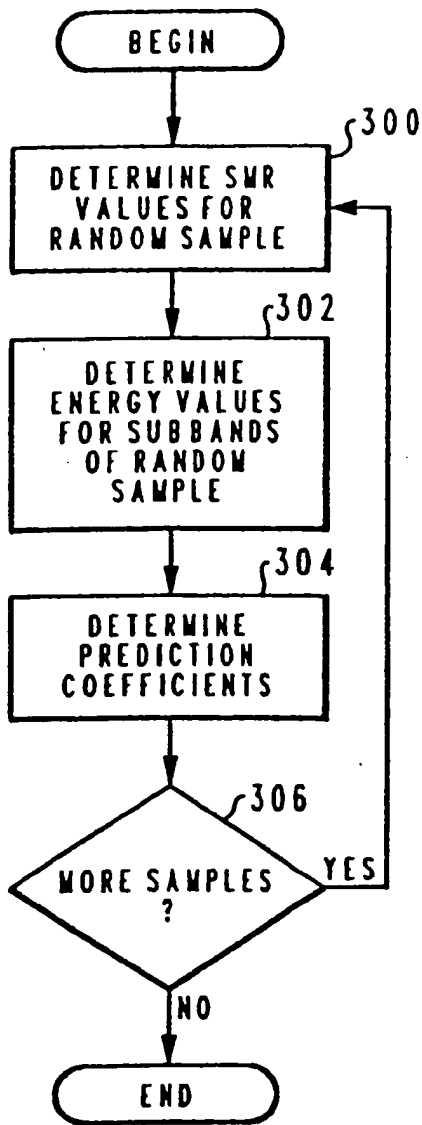 BEGIN
300
DETERMINE SMR
VALUES FOR
RANDOM SAMPLE
302
DETERMINE
ENERGY VALUES
FOR SUBBANDS
OF RANDOM
SAMPLE
304
DETERMINE
PREDICTION
COEFFICIENTS
306
MORE SAMPLES
?
YES
NO
END